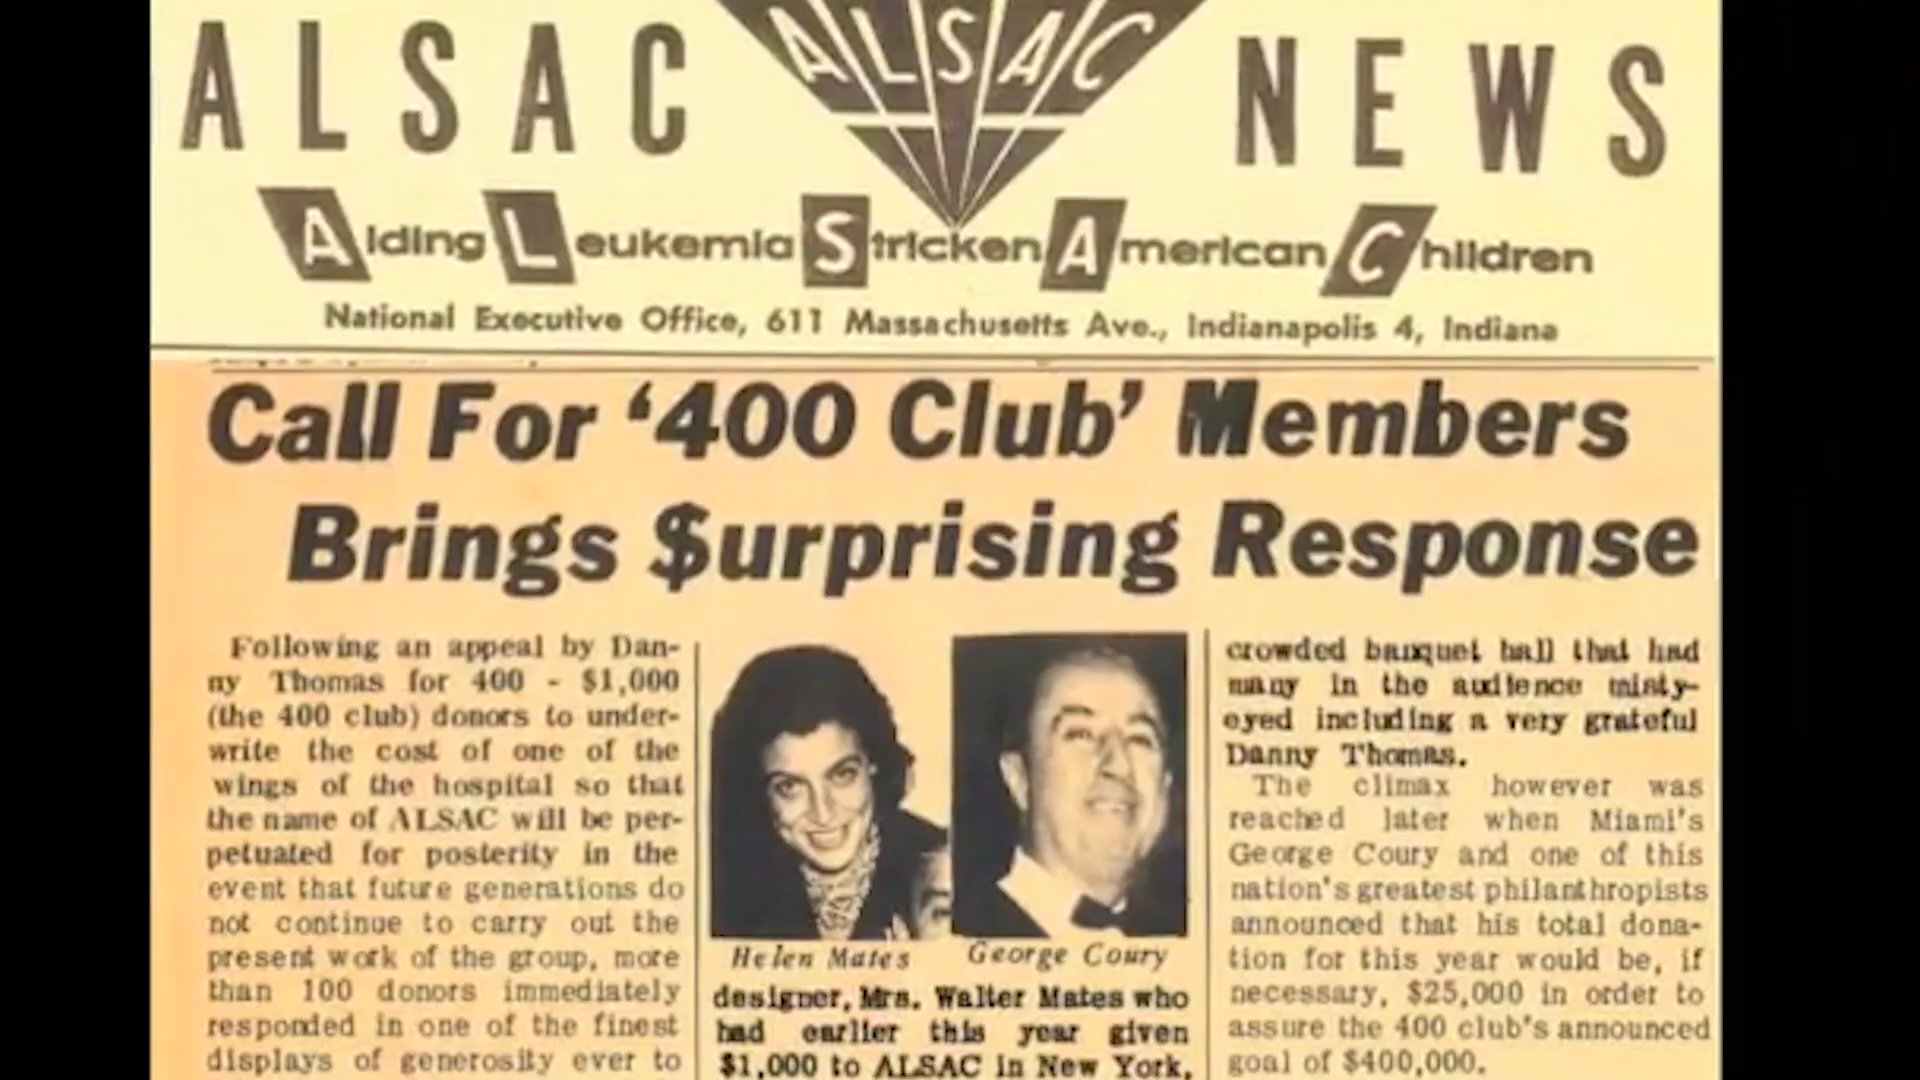 ALSAC
ALSAC NEWS
Aiding Leukemia Stricken American Children
National Executive Office, 611 Massachusetts Ave., Indianapolis 4, Indiana
Call For ‘400 Club’ Members
Brings $urprising Response
Following an appeal by Dan-
ny Thomas for 400 - $1,000
(the 400 club) donors to under-
write the cost of one of the
wings of the hospital so that
the name of ALSAC will be per-
petuated for posterity in the
event that future generations do
not continue to carry out the
present work of the group, more
than 100 donors immediately
responded in one of the finest
displays of generosity ever to
Helen Mates
George Coury
designer, Mrs. Walter Mates who
had earlier this year given
$1,000 to ALSAC in New York,
crowded banquet hall that had
many in the audience misty-
eyed including a very grateful
Danny Thomas.
The climax however was
reached later when Miami's
George Coury and one of this
nation's greatest philanthropists
announced that his total dona-
tion for this year would be, if
necessary, $25,000 in order to
assure the 400 club's announced
goal of $400,000.